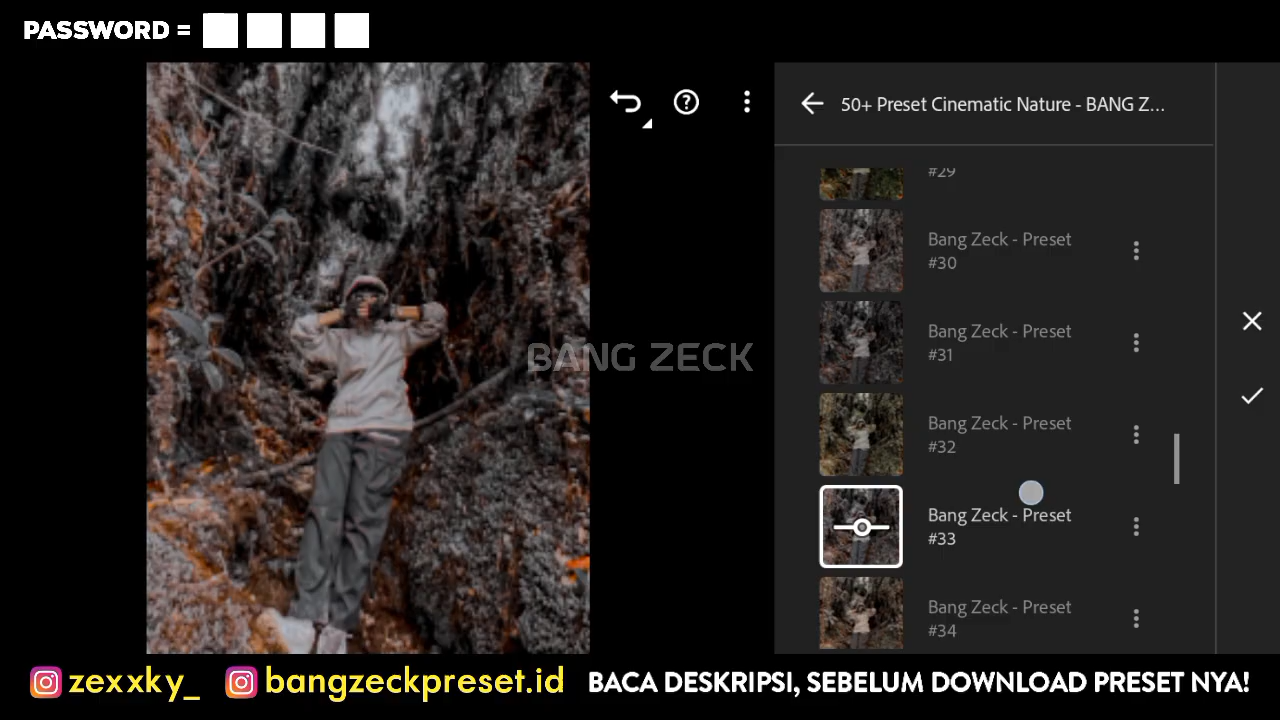 PASSWORD =
50+ Preset Cinematic Nature - BANG Z...
#29
Bang Zeck - Preset
#30
Bang Zeck - Preset
#31
BANG ZECK
Bang Zeck - Preset
#32
Bang Zeck - Preset
#33
Bang Zeck - Preset
#34
zexxky_
bangzeckpreset.id
BACA DESKRIPSI, SEBELUM DOWNLOAD PRESET NYA!